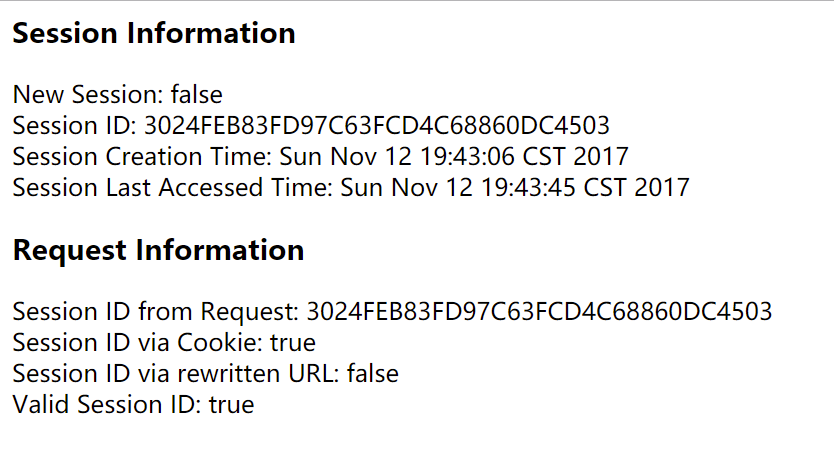 Session Information
New Session: false
Session ID: 3024FEB83FD97C63FCD4C68860DC4503
Session Creation Time: Sun Nov 12 19:43:06 CST 2017
Session Last Accessed Time: Sun Nov 12 19:43:45 CST 2017
Request Information
Session ID from Request: 3024FEB83FD97C63FCD4C68860DC4503
Session ID via Cookie: true
Session ID via rewritten URL: false
Valid Session ID: true